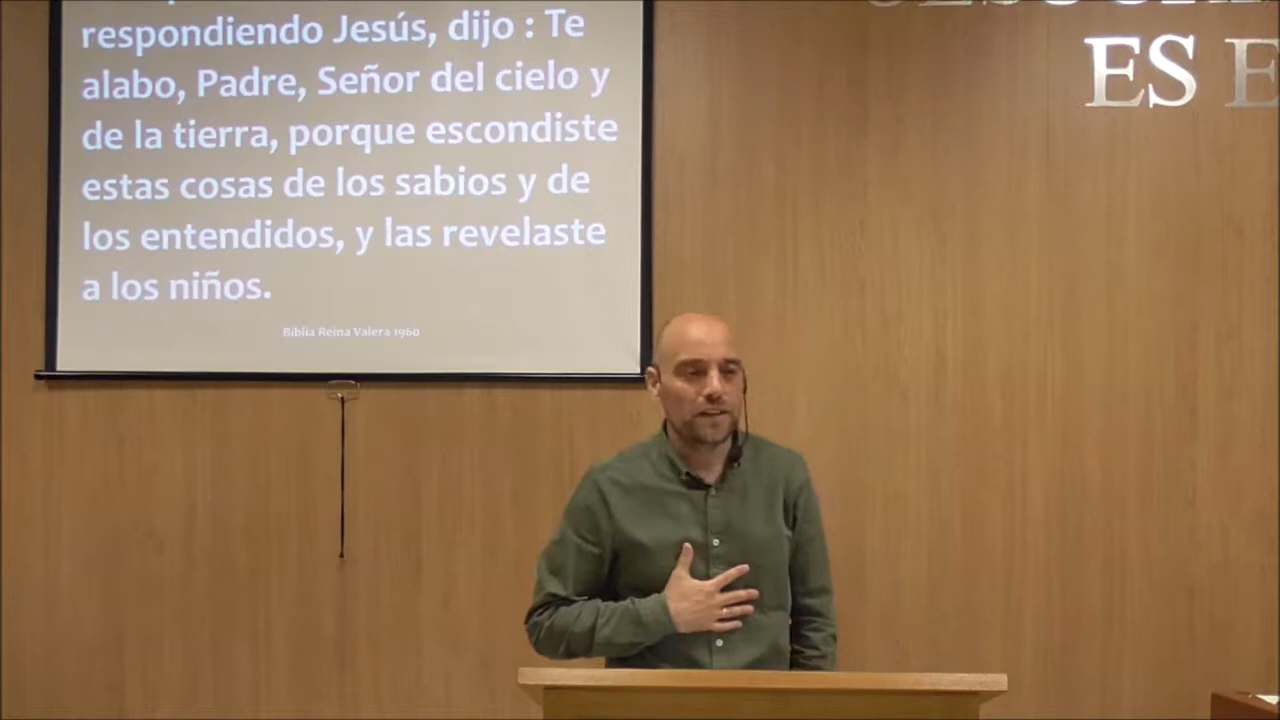 respondiendo Jesús, dijo : Te
alabo, Padre, Señor del cielo y
de la tierra, porque escondiste
estas cosas de los sabios y de
los entendidos, y las revelaste
a los niños.
Biblia Reina Valera 1960
ES E